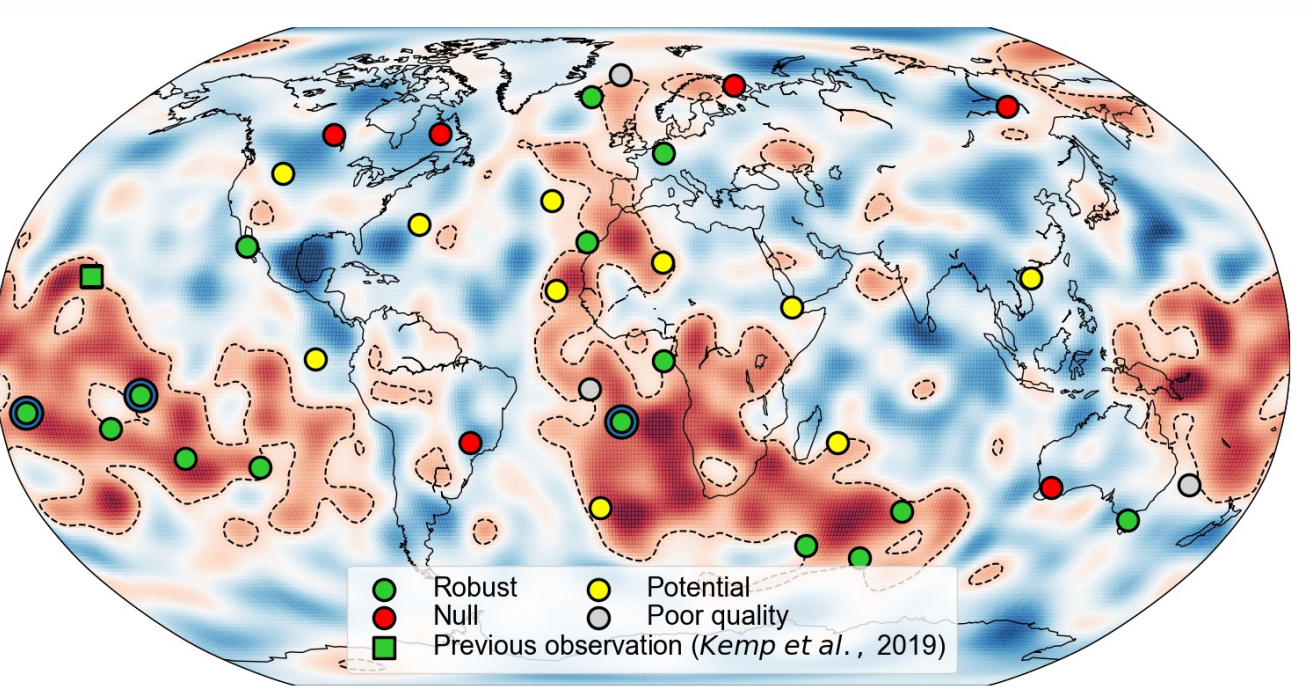 Robust Potential
Null Poor quality
Previous observation (Kemp et al., 2019)